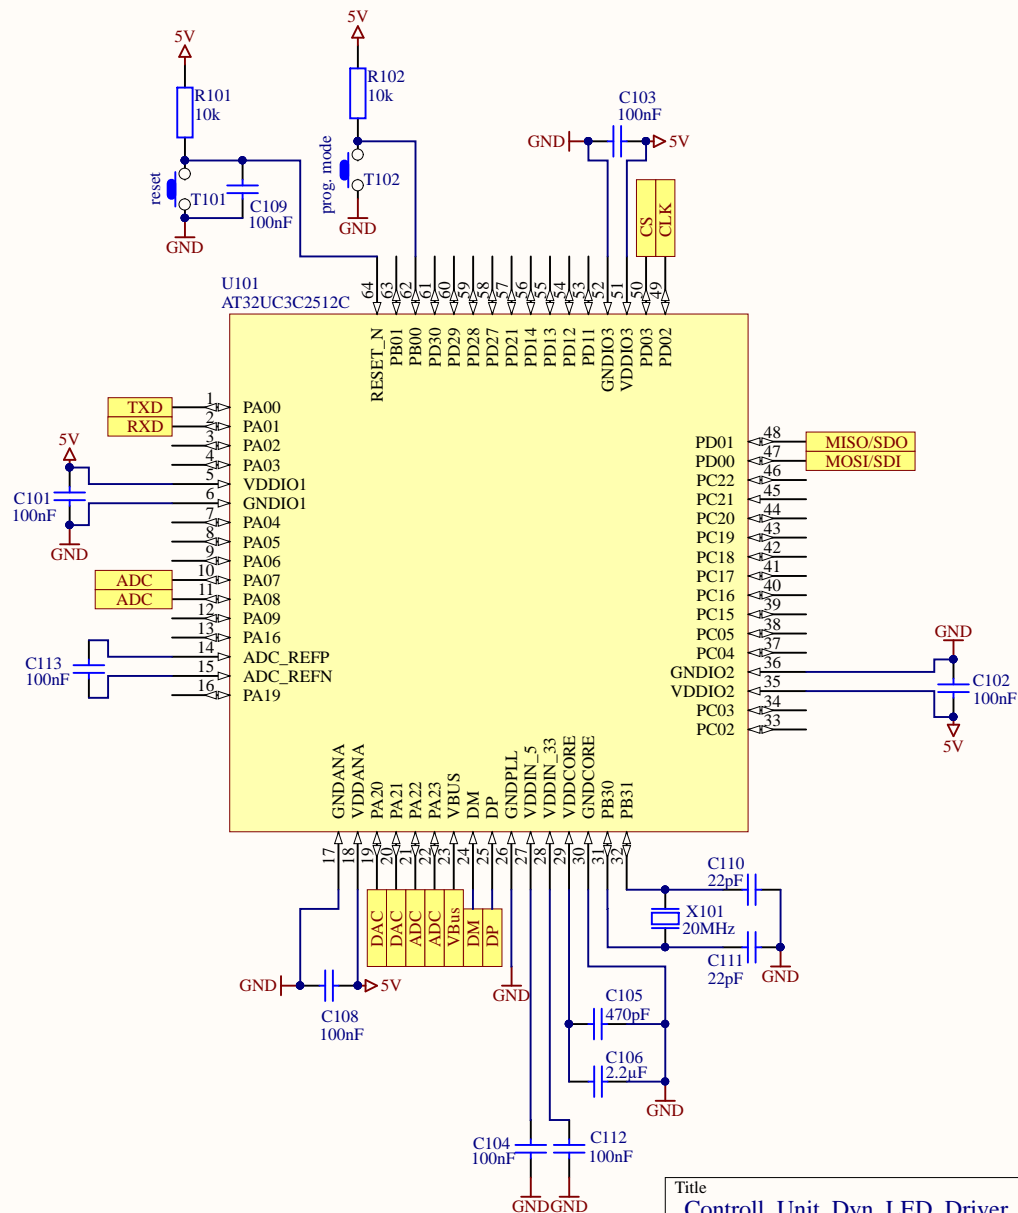 5V
5V
R101
10k
R102
10k
C103
100nF
GND
5V
reset
T101
C109
100nF
GND
prog. mode
T102
GND
CS
CLK
U101
AT32UC3C2512C
64
63
62
61
60
59
58
57
56
55
54
53
52
51
50
49
RESET_N
PB01
PB00
PD30
PD29
PD28
PD27
PD21
PD14
PD13
PD12
PD11
GNDIO3
VDDIO3
PD03
PD02
TXD
1
PA00
RXD
2
PA01
3
PA02
4
PA03
5V
5
VDDIO1
6
GNDIO1
C101
100nF
GND
7
PA04
8
PA05
9
PA06
ADC
10
PA07
ADC
11
PA08
12
PA09
13
PA16
14
ADC_REFP
15
ADC_REFN
C113
100nF
16
PA19
PD01
48
MISO/SDO
PD00
47
MOSI/SDI
PC22
46
PC21
45
PC20
44
PC19
43
PC18
42
PC17
41
PC16
40
PC15
39
PC05
38
PC04
37
GNDIO2
36
VDDIO2
35
PC03
34
PC02
33
GND
C102
100nF
5V
GNDANA
VDDANA
PA20
PA21
PA22
PA23
VBUS
DM
DP
GNDPLL
VDDIN_5
VDDIN_33
VDDCORE
GNDCORE
PB30
PB31
17
18
19
20
21
22
23
24
25
26
27
28
29
30
31
32
DAC
DAC
ADC
ADC
VBus
DM
DP
GND
5V
C108
100nF
GND
C110
22pF
X101
20MHz
C111
22pF
GND
C105
470pF
C106
2.2µF
GND
C104
100nF
C112
100nF
GND
GND
Title
Controll Unit Dyn LED Driver